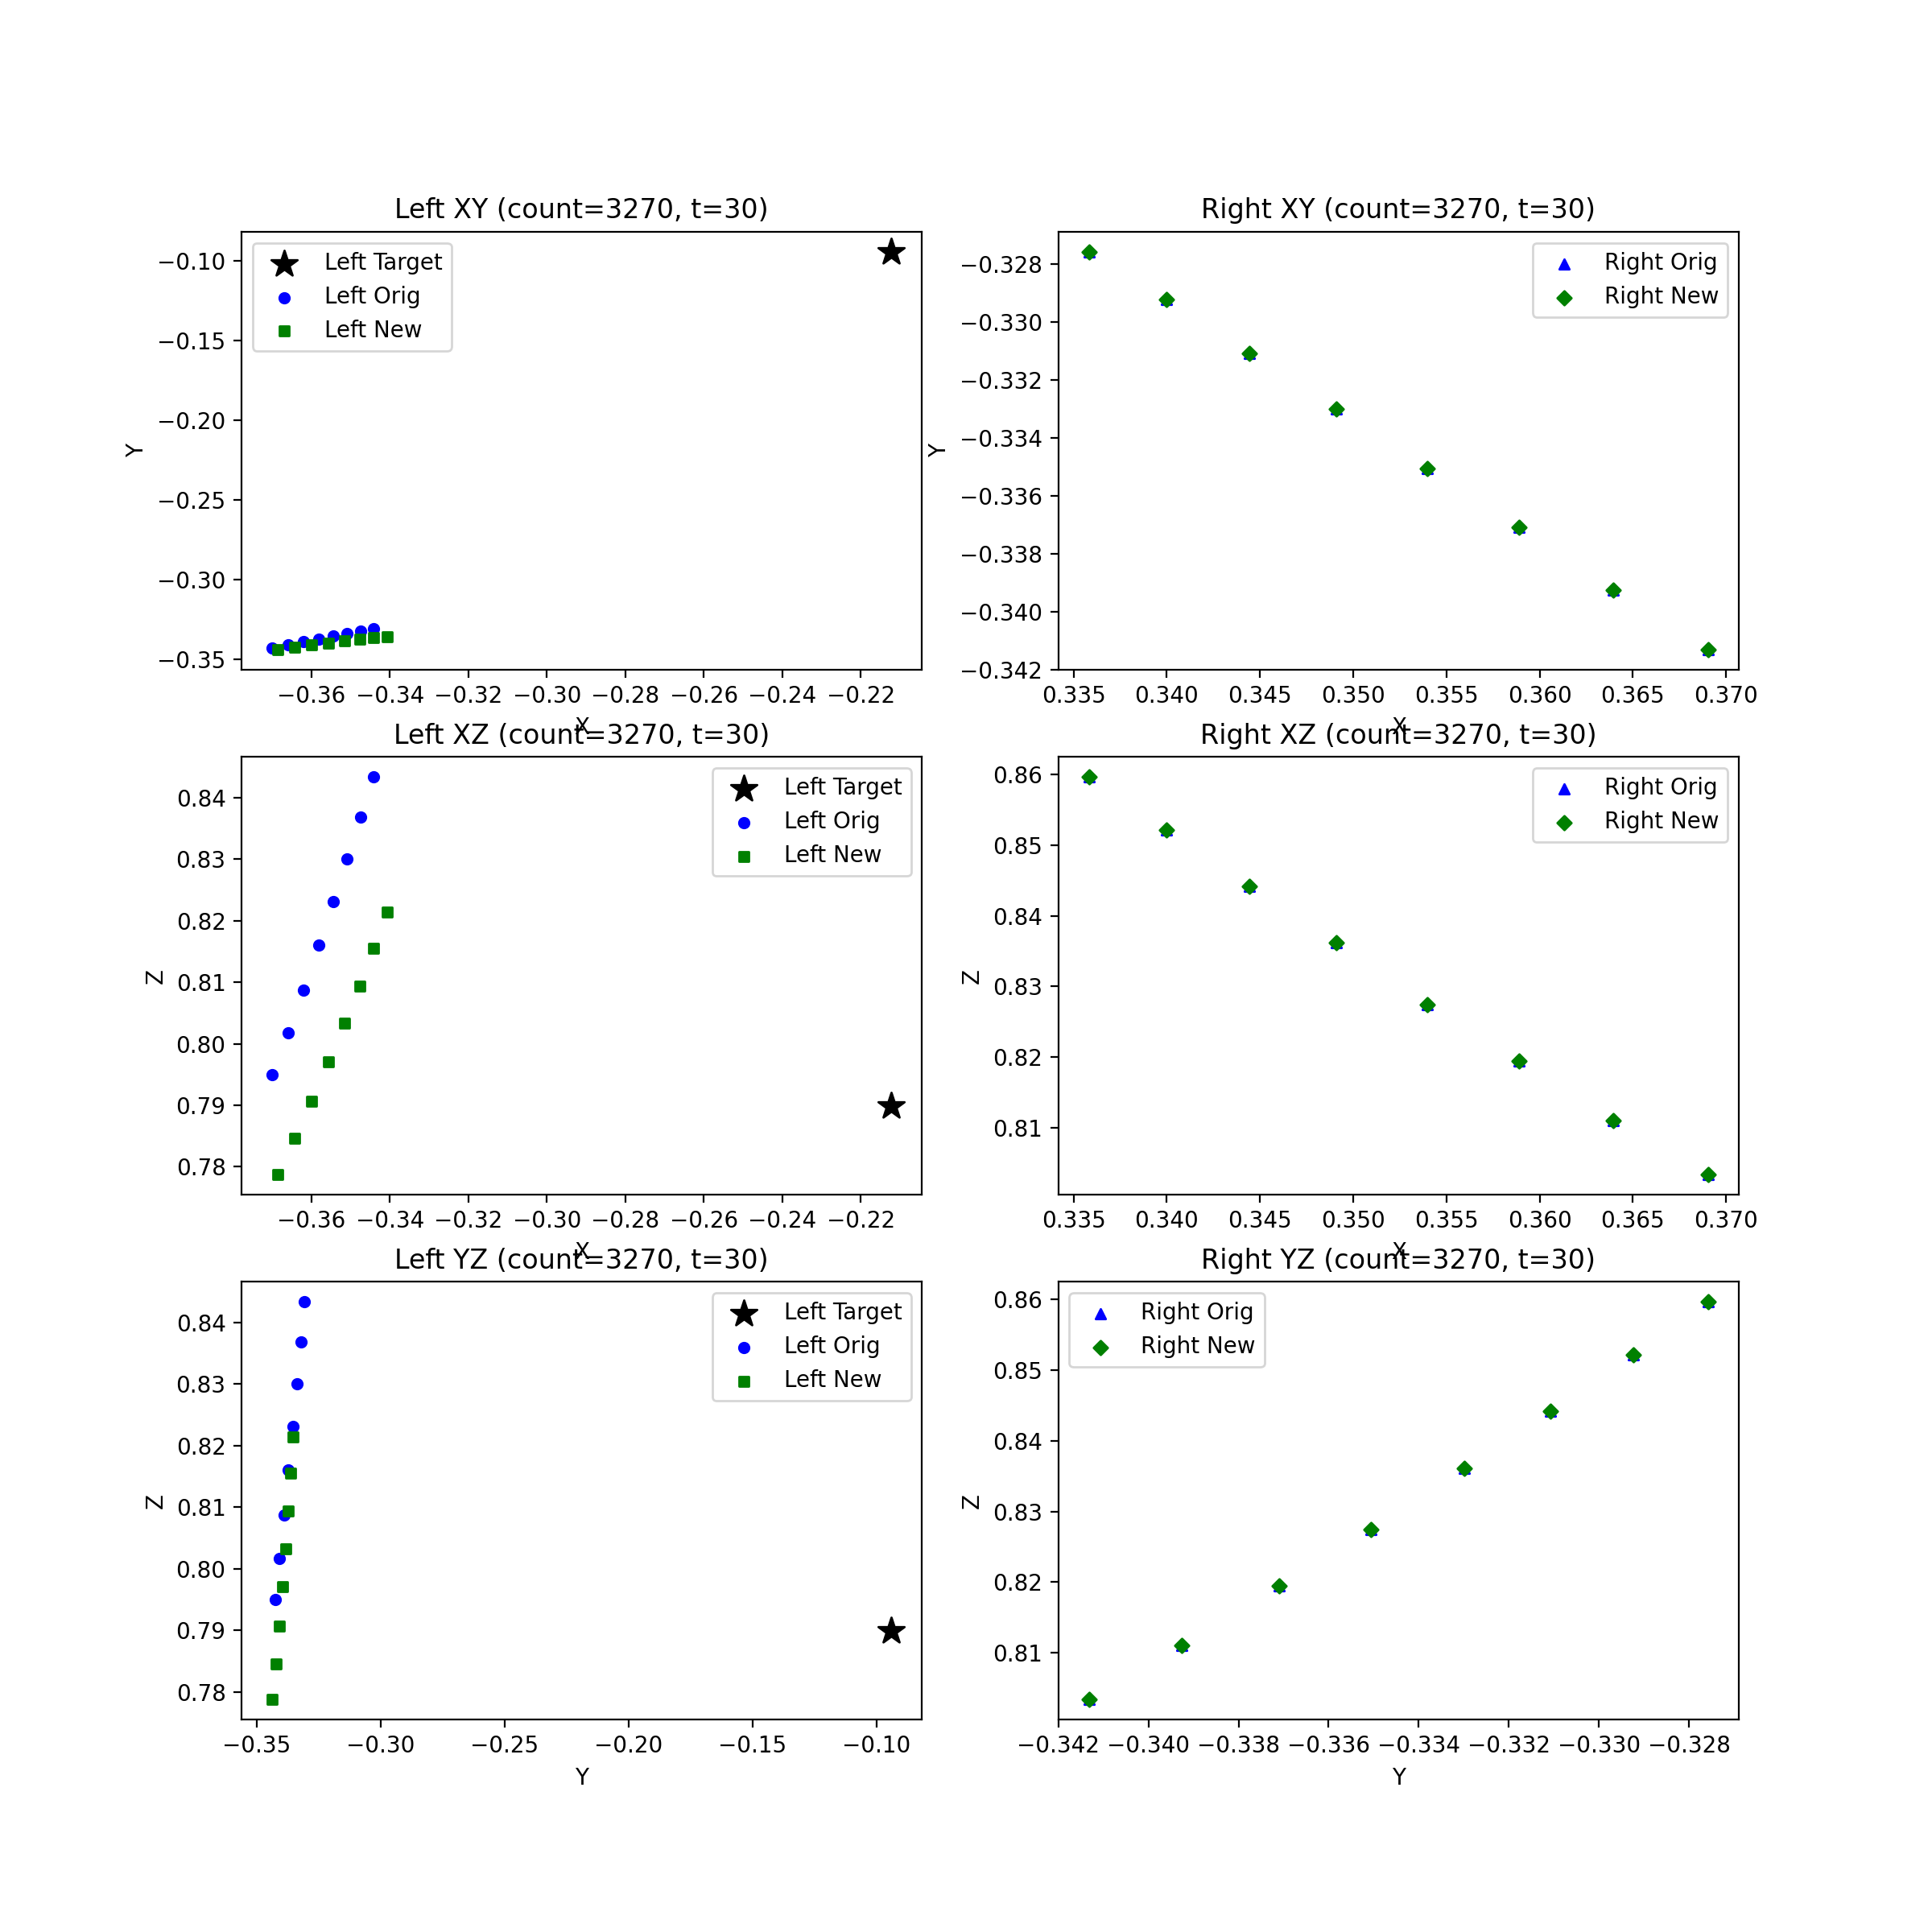 Left XY (count=3270, t=30)
Left Target
Left Orig
Left New
−0.10
−0.15
−0.20
−0.25
−0.30
−0.35
Y
−0.36 −0.34 −0.32 −0.30 −0.28 −0.26 −0.24 −0.22
X
Right XY (count=3270, t=30)
Right Orig
Right New
−0.328
−0.330
−0.332
−0.334
−0.336
−0.338
−0.340
−0.342
Y
0.335 0.340 0.345 0.350 0.355 0.360 0.365 0.370
X
Left XZ (count=3270, t=30)
Left Target
Left Orig
Left New
0.84
0.83
0.82
0.81
0.80
0.79
0.78
Z
−0.36 −0.34 −0.32 −0.30 −0.28 −0.26 −0.24 −0.22
X
Right XZ (count=3270, t=30)
Right Orig
Right New
0.86
0.85
0.84
0.83
0.82
0.81
Z
0.335 0.340 0.345 0.350 0.355 0.360 0.365 0.370
X
Left YZ (count=3270, t=30)
Left Target
Left Orig
Left New
0.84
0.83
0.82
0.81
0.80
0.79
0.78
Z
−0.35 −0.30 −0.25 −0.20 −0.15 −0.10
Y
Right YZ (count=3270, t=30)
Right Orig
Right New
0.86
0.85
0.84
0.83
0.82
0.81
Z
−0.342 −0.340 −0.338 −0.336 −0.334 −0.332 −0.330 −0.328
Y